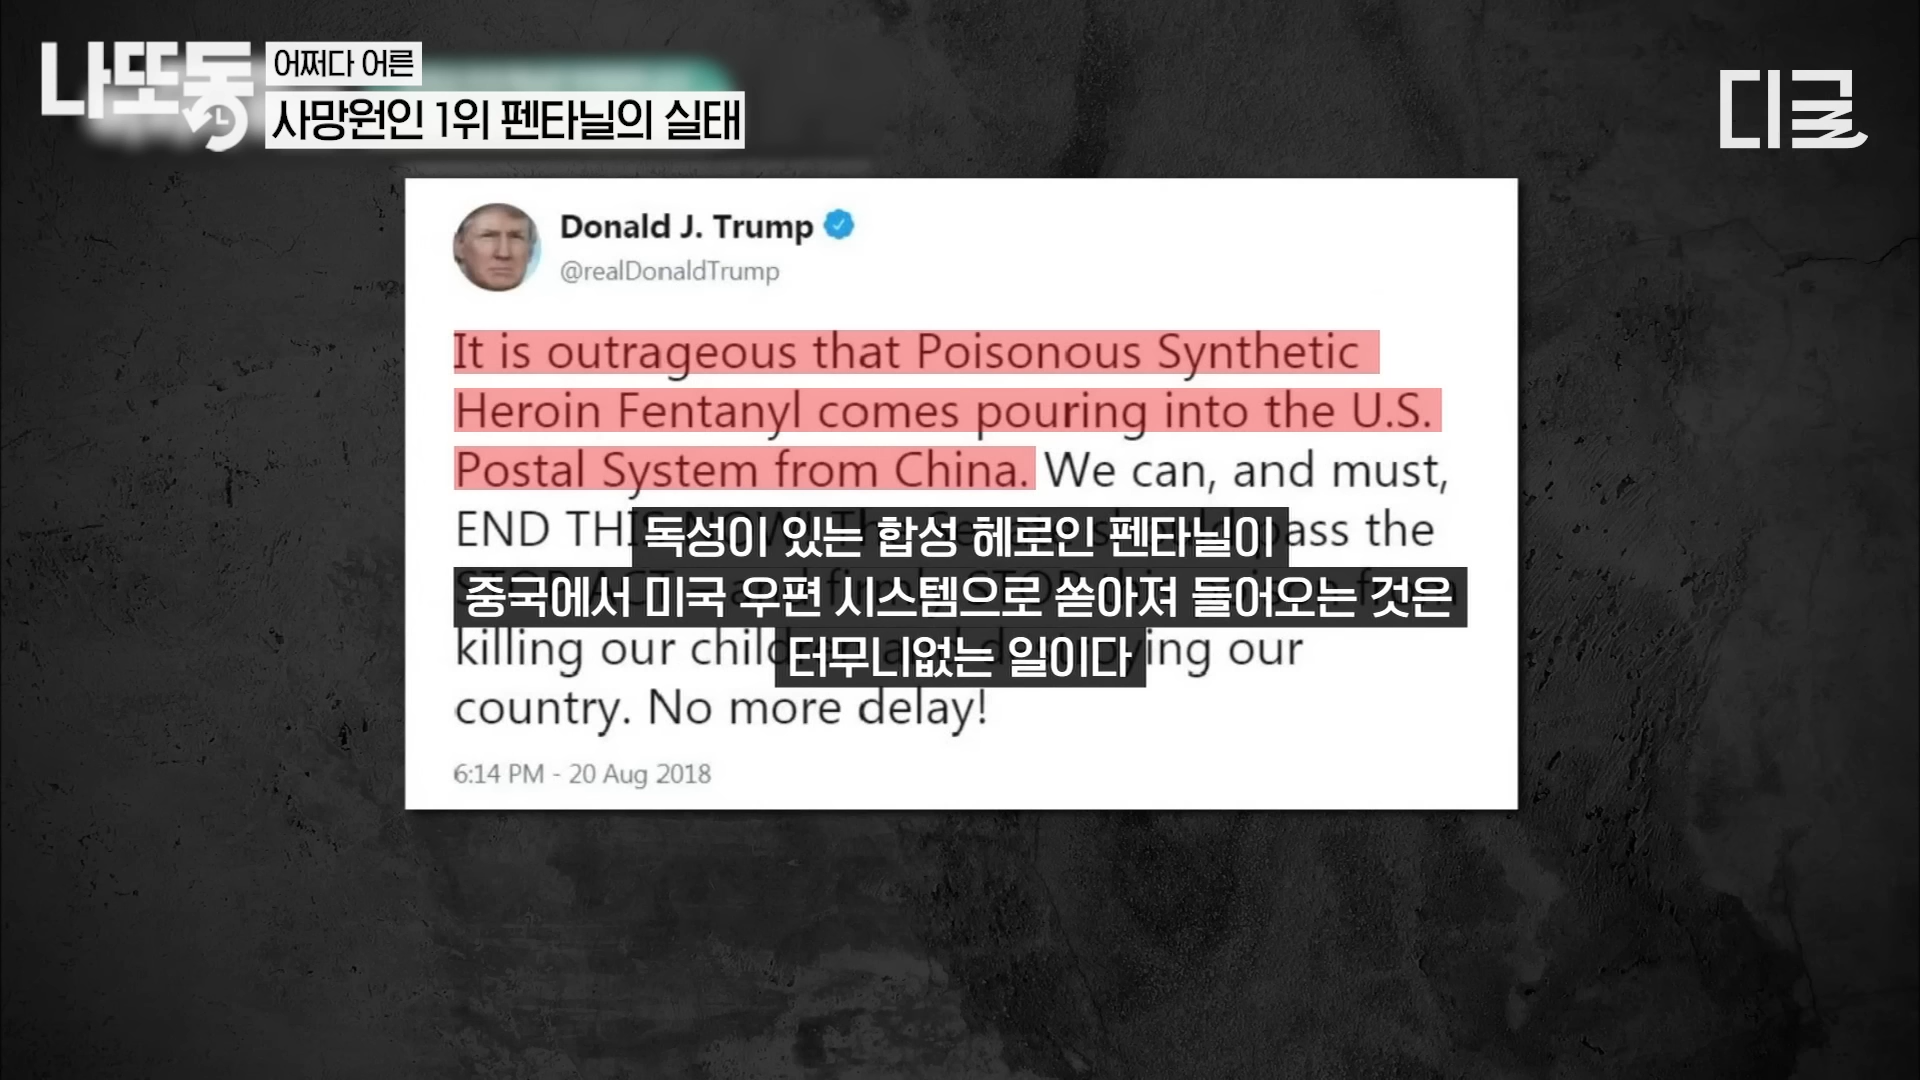 나또동
어쩌다 어른
사망원인 1위 펜타닐의 실태
디글
Donald J. Trump
@realDonaldTrump
It is outrageous that Poisonous Synthetic
Heroin Fentanyl comes pouring into the U.S.
Postal System from China. We can, and must,
END pass the
killing our our
country. No more delay!
독성이 있는 합성 헤로인 펜타닐이
중국에서 미국 우편 시스템으로 쏟아져 들어오는 것은
터무니없는 일이다
6:14 PM - 20 Aug 2018